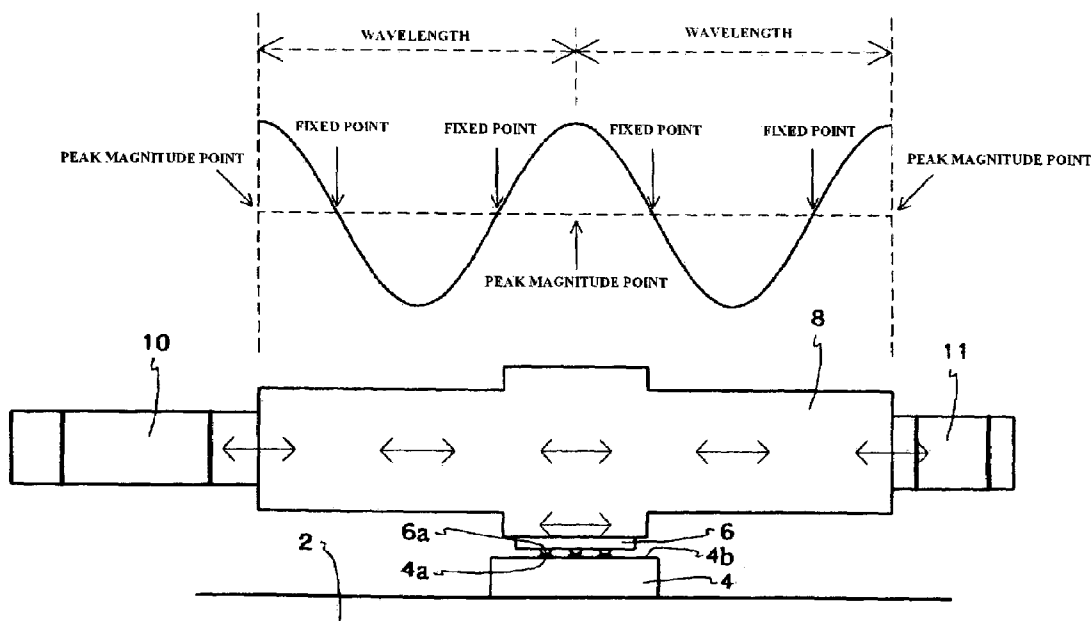 WAVELENGTH
WAVELENGTH
FIXED POINT
FIXED POINT
FIXED POINT
FIXED POINT
PEAK MAGNITUDE POINT
PEAK MAGNITUDE POINT
PEAK MAGNITUDE POINT
10
8
11
6a
6
2
4a
4b
4